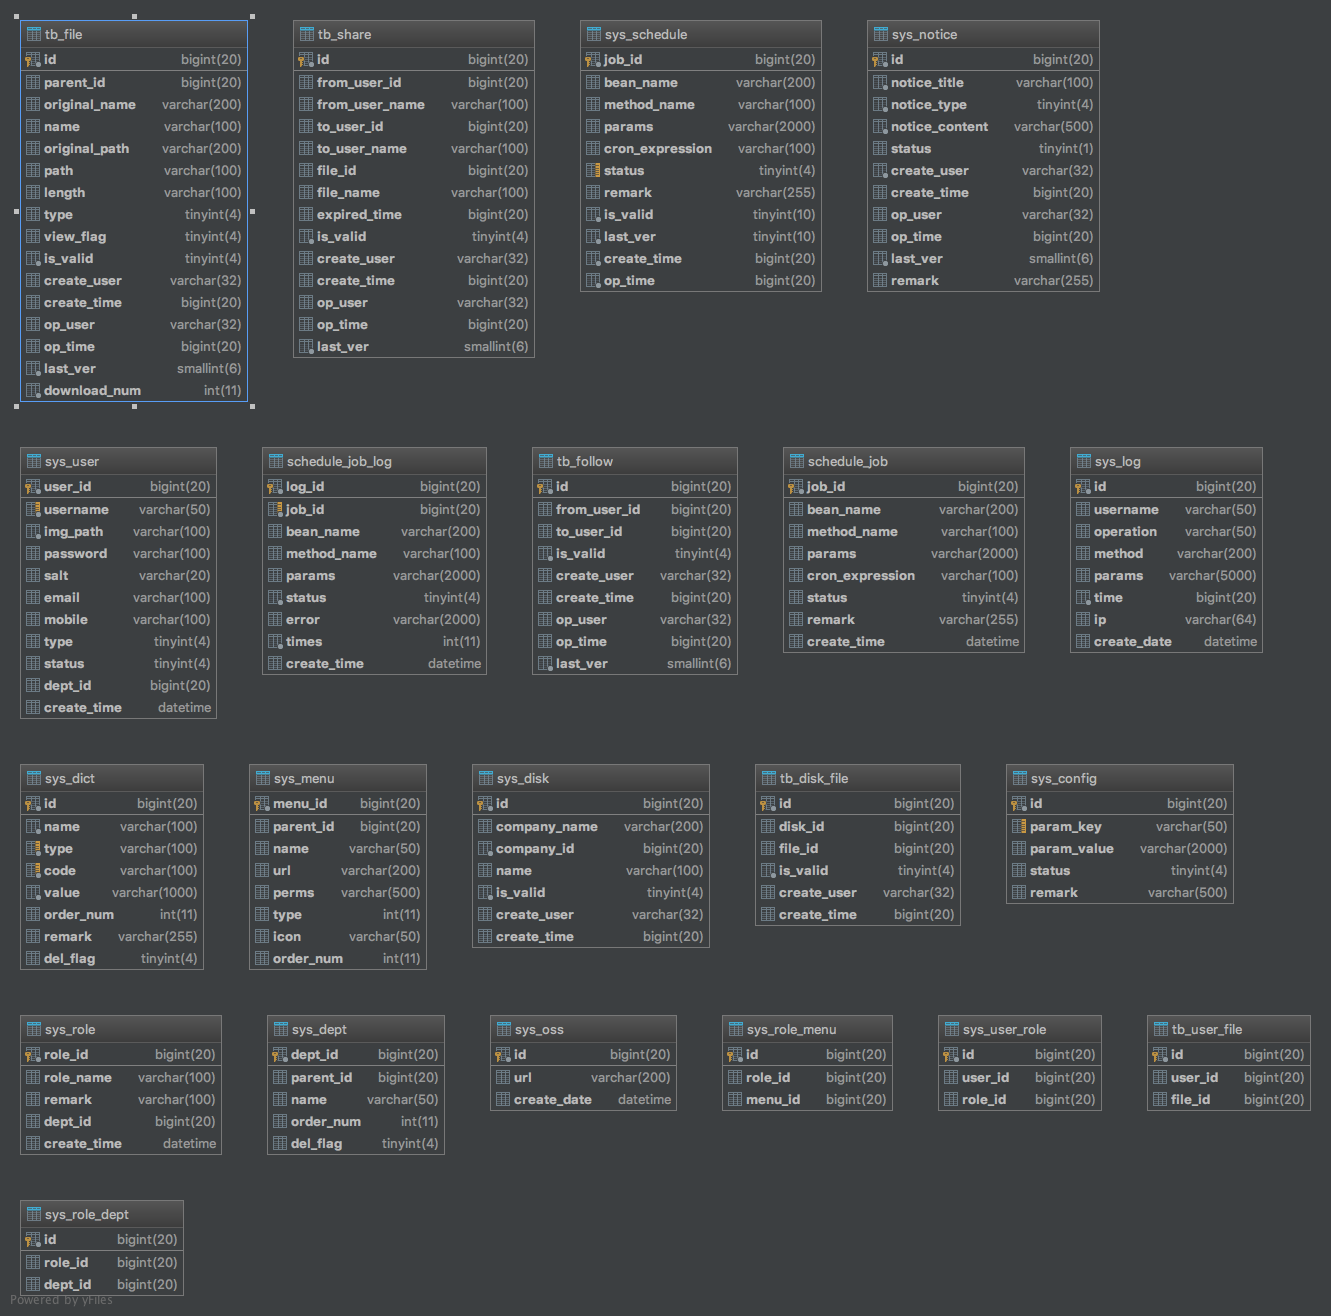 tb_file
id bigint(20)
parent_id bigint(20)
original_name varchar(200)
name varchar(100)
original_path varchar(200)
path varchar(100)
length varchar(100)
type tinyint(4)
view_flag tinyint(4)
is_valid tinyint(4)
create_user varchar(32)
create_time bigint(20)
op_user varchar(32)
op_time bigint(20)
last_ver smallint(6)
download_num int(11)
tb_share
id bigint(20)
from_user_id bigint(20)
from_user_name varchar(100)
to_user_id bigint(20)
to_user_name varchar(100)
file_id bigint(20)
file_name varchar(100)
expired_time bigint(20)
is_valid tinyint(4)
create_user varchar(32)
create_time bigint(20)
op_user varchar(32)
op_time bigint(20)
last_ver smallint(6)
sys_schedule
job_id bigint(20)
bean_name varchar(200)
method_name varchar(100)
params varchar(2000)
cron_expression varchar(100)
status tinyint(4)
remark varchar(255)
is_valid tinyint(10)
last_ver tinyint(10)
create_time bigint(20)
op_time bigint(20)
sys_notice
id bigint(20)
notice_title varchar(100)
notice_type tinyint(4)
notice_content varchar(500)
status tinyint(1)
create_user varchar(32)
create_time bigint(20)
op_user varchar(32)
op_time bigint(20)
last_ver smallint(6)
remark varchar(255)
sys_user
user_id bigint(20)
username varchar(50)
img_path varchar(100)
password varchar(100)
salt varchar(20)
email varchar(100)
mobile varchar(100)
type tinyint(4)
status tinyint(4)
dept_id bigint(20)
create_time datetime
schedule_job_log
log_id bigint(20)
job_id bigint(20)
bean_name varchar(200)
method_name varchar(100)
params varchar(2000)
status tinyint(4)
error varchar(2000)
times int(11)
create_time datetime
tb_follow
id bigint(20)
from_user_id bigint(20)
to_user_id bigint(20)
is_valid tinyint(4)
create_user varchar(32)
create_time bigint(20)
op_user varchar(32)
op_time bigint(20)
last_ver smallint(6)
schedule_job
job_id bigint(20)
bean_name varchar(200)
method_name varchar(100)
params varchar(2000)
cron_expression varchar(100)
status tinyint(4)
remark varchar(255)
create_time datetime
sys_log
id bigint(20)
username varchar(50)
operation varchar(50)
method varchar(200)
params varchar(5000)
time bigint(20)
ip varchar(64)
create_date datetime
sys_dict
id bigint(20)
name varchar(100)
type varchar(100)
code varchar(100)
value varchar(1000)
order_num int(11)
remark varchar(255)
del_flag tinyint(4)
sys_menu
menu_id bigint(20)
parent_id bigint(20)
name varchar(50)
url varchar(200)
perms varchar(500)
type int(11)
icon varchar(50)
order_num int(11)
sys_disk
id bigint(20)
company_name varchar(200)
company_id bigint(20)
name varchar(100)
is_valid tinyint(4)
create_user varchar(32)
create_time bigint(20)
tb_disk_file
id bigint(20)
disk_id bigint(20)
file_id bigint(20)
is_valid tinyint(4)
create_user varchar(32)
create_time bigint(20)
sys_config
id bigint(20)
param_key varchar(50)
param_value varchar(2000)
status tinyint(4)
remark varchar(500)
sys_role
role_id bigint(20)
role_name varchar(100)
remark varchar(100)
dept_id bigint(20)
create_time datetime
sys_dept
dept_id bigint(20)
parent_id bigint(20)
name varchar(50)
order_num int(11)
del_flag tinyint(4)
sys_oss
id bigint(20)
url varchar(200)
create_date datetime
sys_role_menu
id bigint(20)
role_id bigint(20)
menu_id bigint(20)
sys_user_role
id bigint(20)
user_id bigint(20)
role_id bigint(20)
tb_user_file
id bigint(20)
user_id bigint(20)
file_id bigint(20)
sys_role_dept
id bigint(20)
role_id bigint(20)
dept_id bigint(20)
Powered by yFiles